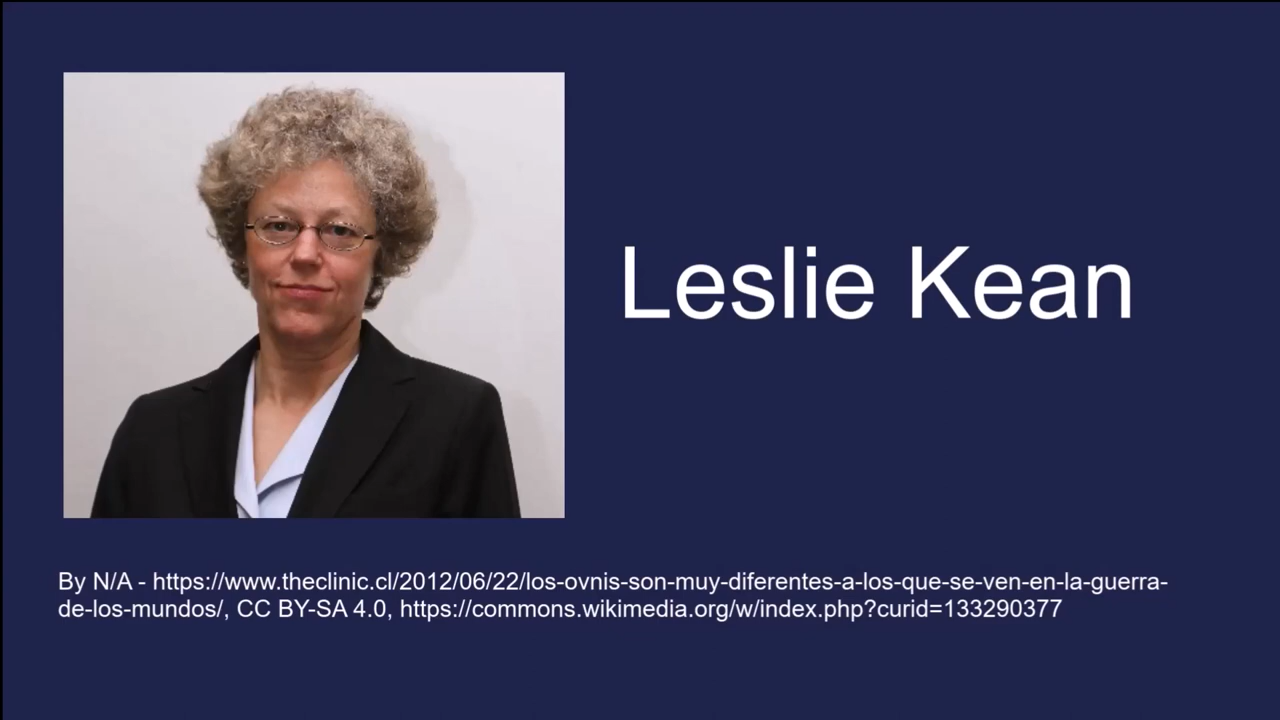 Leslie Kean
By N/A - https://www.theclinic.cl/2012/06/22/los-ovnis-son-muy-diferentes-a-los-que-se-ven-en-la-guerra-
de-los-mundos/, CC BY-SA 4.0, https://commons.wikimedia.org/w/index.php?curid=133290377